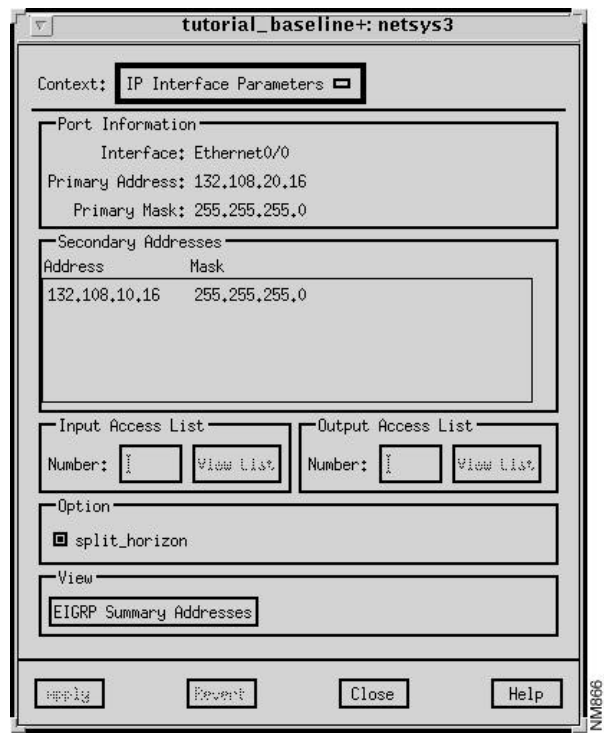 tutorial_baseline+: netsys3
Context: IP Interface Parameters
Port Information
Interface: Ethernet0/0
Primary Address: 132.108.20.16
Primary Mask: 255.255.255.0
Secondary Addresses
Address Mask
132.108.10.16 255.255.255.0
Input Access List Output Access List
Number: View List Number: View List
Option
split_horizon
View
EIGRP Summary Addresses
Apply Revert Close Help
NM866